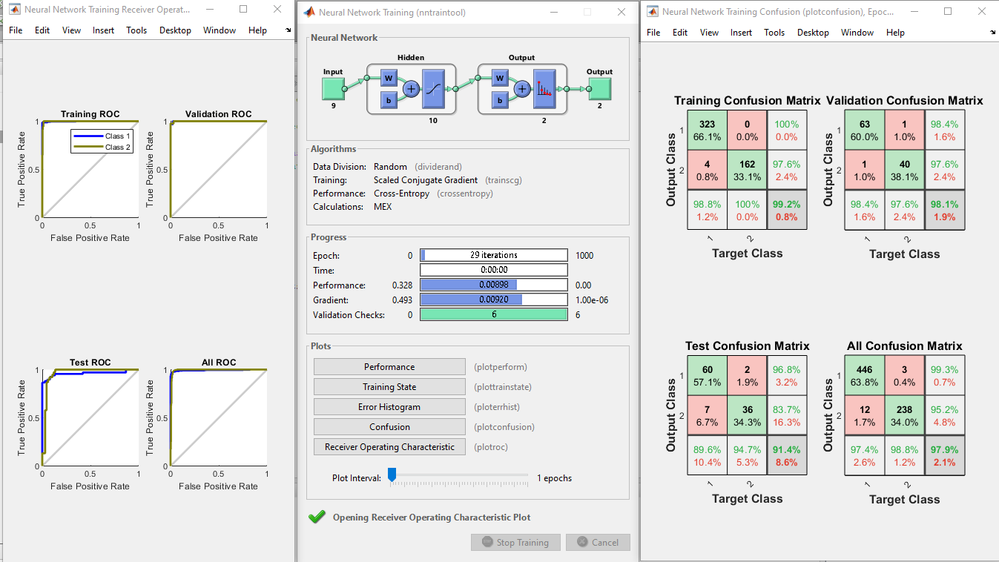 Neural Network Training Receiver Operat...
File Edit View Insert Tools Desktop Window Help
Training ROC
True Positive Rate
1
0.5
0
0 0.5 1
False Positive Rate
Class 1
Class 2
Validation ROC
True Positive Rate
1
0.5
0
0 0.5 1
False Positive Rate
Test ROC
True Positive Rate
1
0.5
0
0 0.5 1
False Positive Rate
All ROC
True Positive Rate
1
0.5
0
0 0.5 1
False Positive Rate
Neural Network Training (nntraintool)
Neural Network
Hidden Output
Input Output
W W
b b
+ +
9 10 2 2
Algorithms
Data Division: Random (dividerand)
Training: Scaled Conjugate Gradient (trainscg)
Performance: Cross-Entropy (crossentropy)
Calculations: MEX
Progress
Epoch: 0 29 iterations 1000
Time: 0:00:00
Performance: 0.328 0.00898 0.00
Gradient: 0.493 0.00920 1.00e-06
Validation Checks: 0 6 6
Plots
Performance (plotperform)
Training State (plottrainstate)
Error Histogram (ploterrhist)
Confusion (plotconfusion)
Receiver Operating Characteristic (plotroc)
Plot Interval: 1 epochs
Opening Receiver Operating Characteristic Plot
Stop Training Cancel
Neural Network Training Confusion (plotconfusion), Epoc...
File Edit View Insert Tools Desktop Window Help
Training Confusion Matrix
Output Class
1 323 0 100%
66.1% 0.0% 0.0%
2 4 162 97.6%
0.8% 33.1% 2.4%
98.8% 100% 99.2%
1.2% 0.0% 0.8%
1 2
Target Class
Validation Confusion Matrix
Output Class
1 63 1 98.4%
60.0% 1.0% 1.6%
2 1 40 97.6%
1.0% 38.1% 2.4%
98.4% 97.6% 98.1%
1.6% 2.4% 1.9%
1 2
Target Class
Test Confusion Matrix
Output Class
1 60 2 96.8%
57.1% 1.9% 3.2%
2 7 36 83.7%
6.7% 34.3% 16.3%
89.6% 94.7% 91.4%
10.4% 5.3% 8.6%
1 2
Target Class
All Confusion Matrix
Output Class
1 446 3 99.3%
63.8% 0.4% 0.7%
2 12 238 95.2%
1.7% 34.0% 4.8%
97.4% 98.8% 97.9%
2.6% 1.2% 2.1%
1 2
Target Class